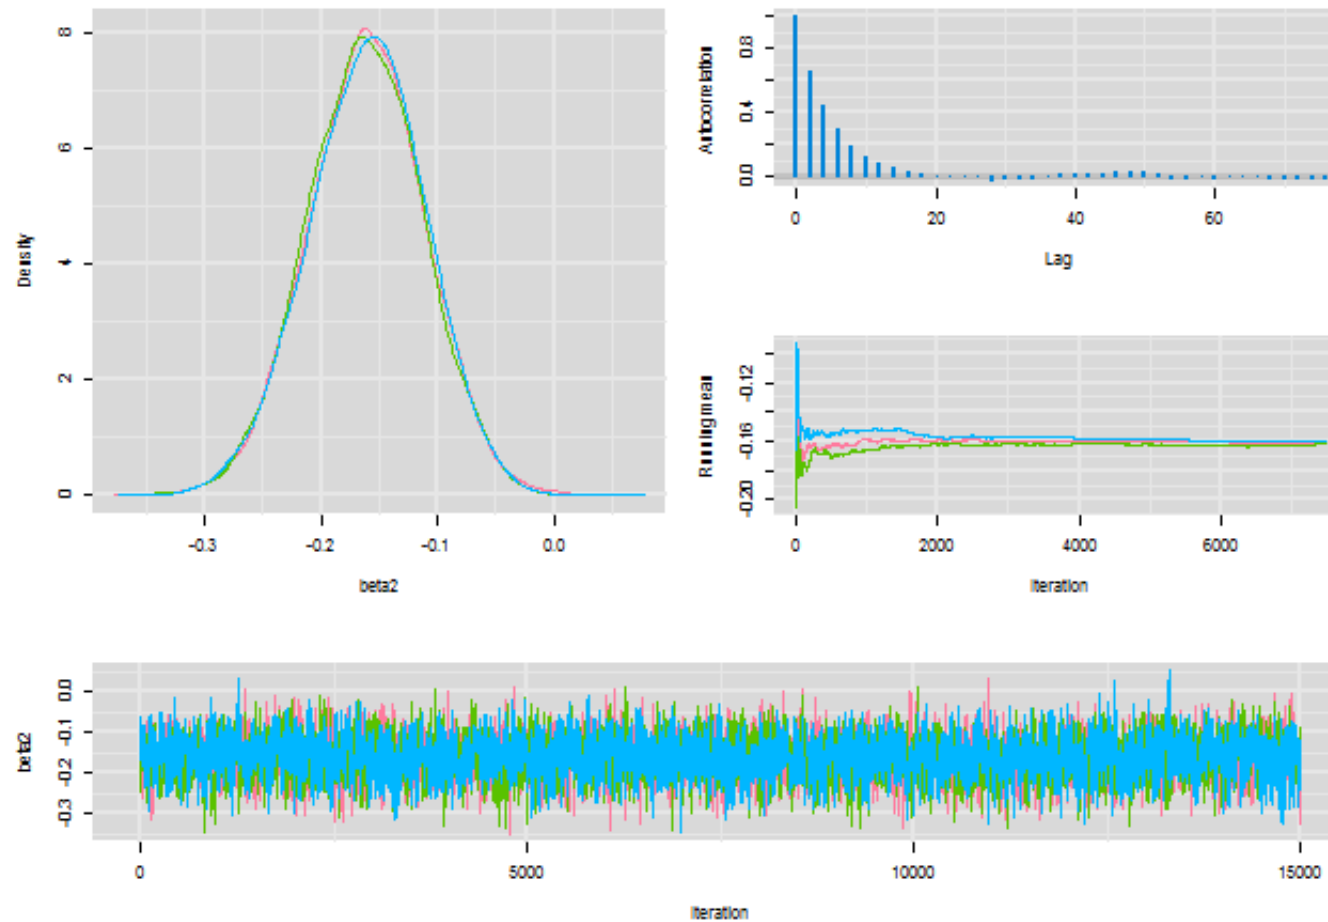 Density
0 2 4 6 8
-0.3 -0.2 -0.1 0.0
beta2
Autocorrelation
0.0 0.4 0.8
0 20 40 60
Lag
Running mean
-0.20 -0.16 -0.12
0 2000 4000 6000
Iteration
beta2
-0.3 -0.2 -0.1 0.0
0 5000 10000 15000
Iteration